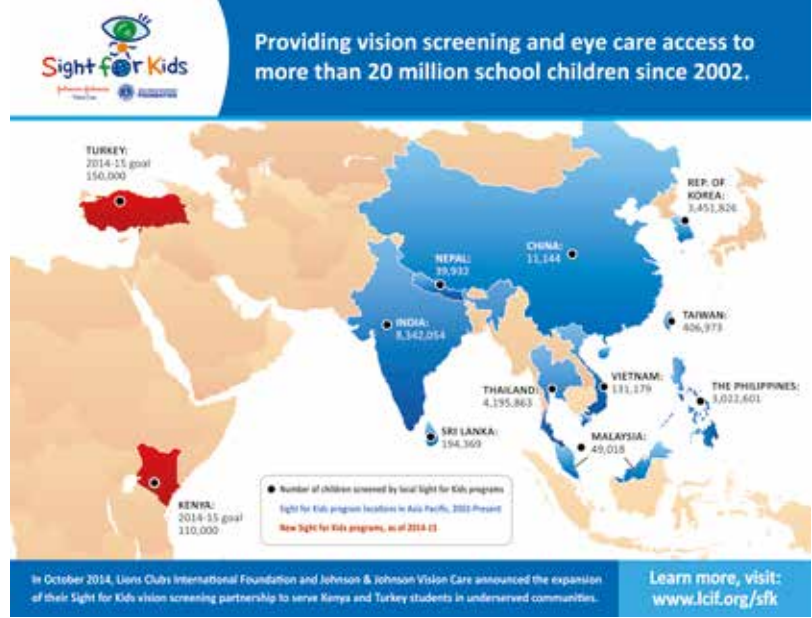 Sight for Kids
Johnson & Johnson
Vision Care
FOUNDATION
Providing vision screening and eye care access to
more than 20 million school children since 2002.
TURKEY:
2014-15 goal
150,000
REP. OF
KOREA:
3,451,826
CHINA:
11,144
NEPAL:
39,932
INDIA:
8,342,054
TAIWAN:
406,973
THAILAND:
4,195,863
VIETNAM:
131,179
THE PHILIPPINES:
3,022,601
SRI LANKA:
194,369
MALAYSIA:
49,018
KENYA:
2014-15 goal
110,000
Number of children screened by local Sight for Kids programs
Sight for Kids program locations in Asia Pacific, 2002-Present
New Sight for Kids programs, as of 2014-15
In October 2014, Lions Clubs International Foundation and Johnson & Johnson Vision Care announced the expansion
of their Sight for Kids vision screening partnership to serve Kenya and Turkey students in underserved communities.
Learn more, visit:
www.lcif.org/sfk